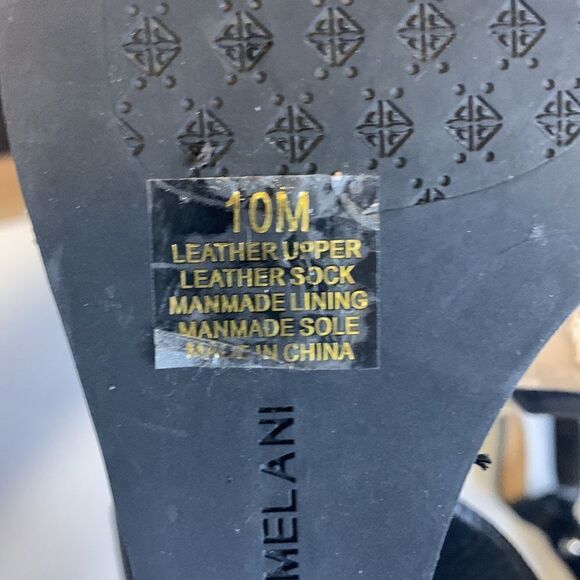 10M
LEATHER UPPER
LEATHER SOCK
MANMADE LINING
MANMADE SOLE
MADE IN CHINA
MELANI